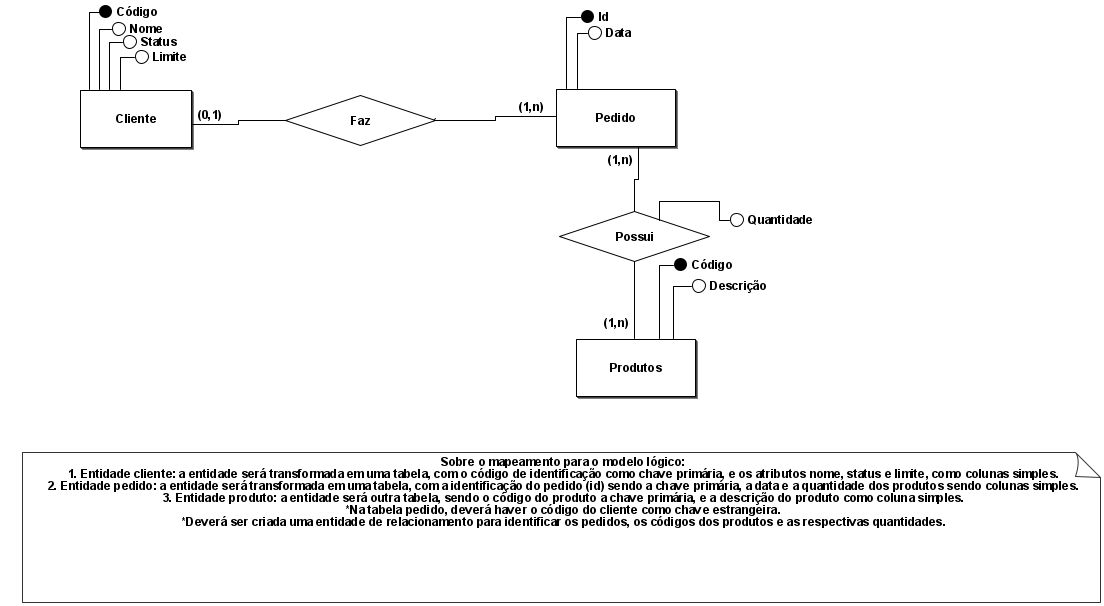 Código
Nome
Status
Limite
Id
Data
Cliente
(0,1)
Faz
(1,n)
Pedido
(1,n)
Quantidade
Possui
Código
Descrição
(1,n)
Produtos
Sobre o mapeamento para o modelo lógico:
1. Entidade cliente: a entidade será transformada em uma tabela, com o código de identificação como chave primária, e os atributos nome, status e limite, como colunas simples.
2. Entidade pedido: a entidade será transformada em uma tabela, com a identificação do pedido (id) sendo a chave primária, a data e a quantidade dos produtos sendo colunas simples.
3. Entidade produto: a entidade será outra tabela, sendo o código do produto a chave primária, e a descrição do produto como coluna simples.
*Na tabela pedido, deverá haver o código do cliente como chave estrangeira.
*Deverá ser criada uma entidade de relacionamento para identificar os pedidos, os códigos dos produtos e as respectivas quantidades.